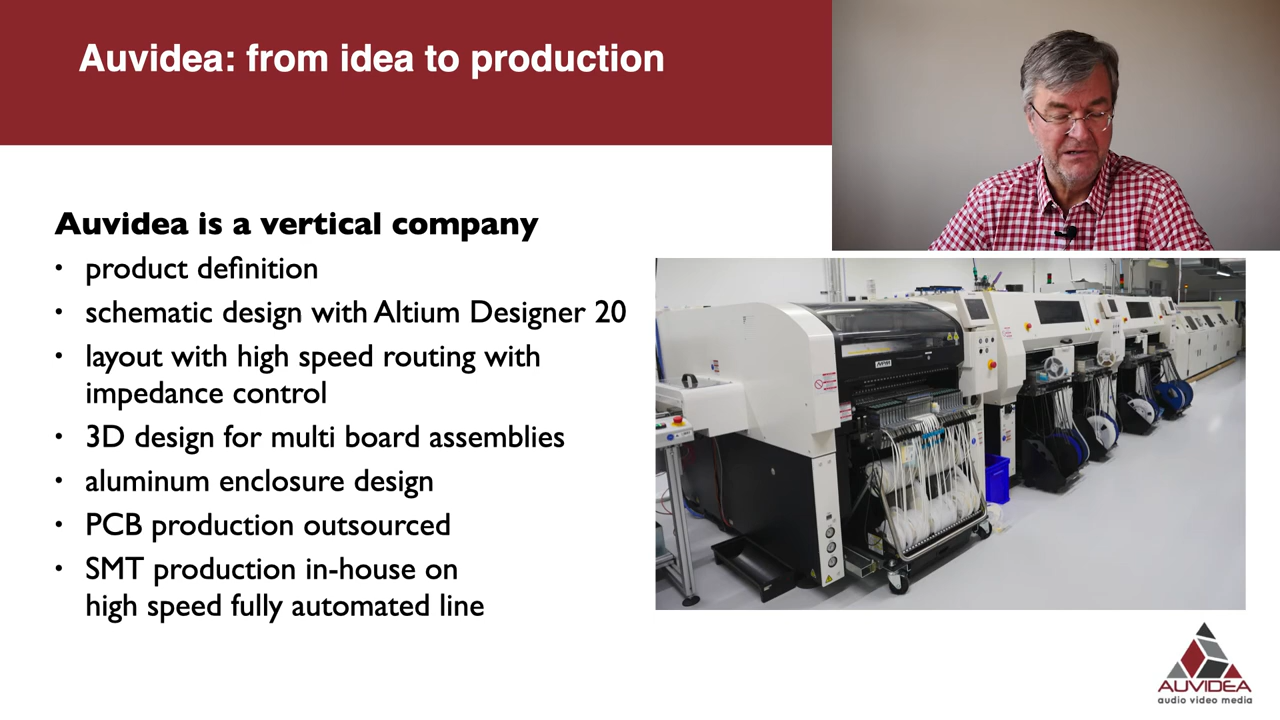 Auvidea: from idea to production
Auvidea is a vertical company
• product definition
• schematic design with Altium Designer 20
• layout with high speed routing with
impedance control
• 3D design for multi board assemblies
• aluminum enclosure design
• PCB production outsourced
• SMT production in-house on
high speed fully automated line
AUVIDEA
audio video media